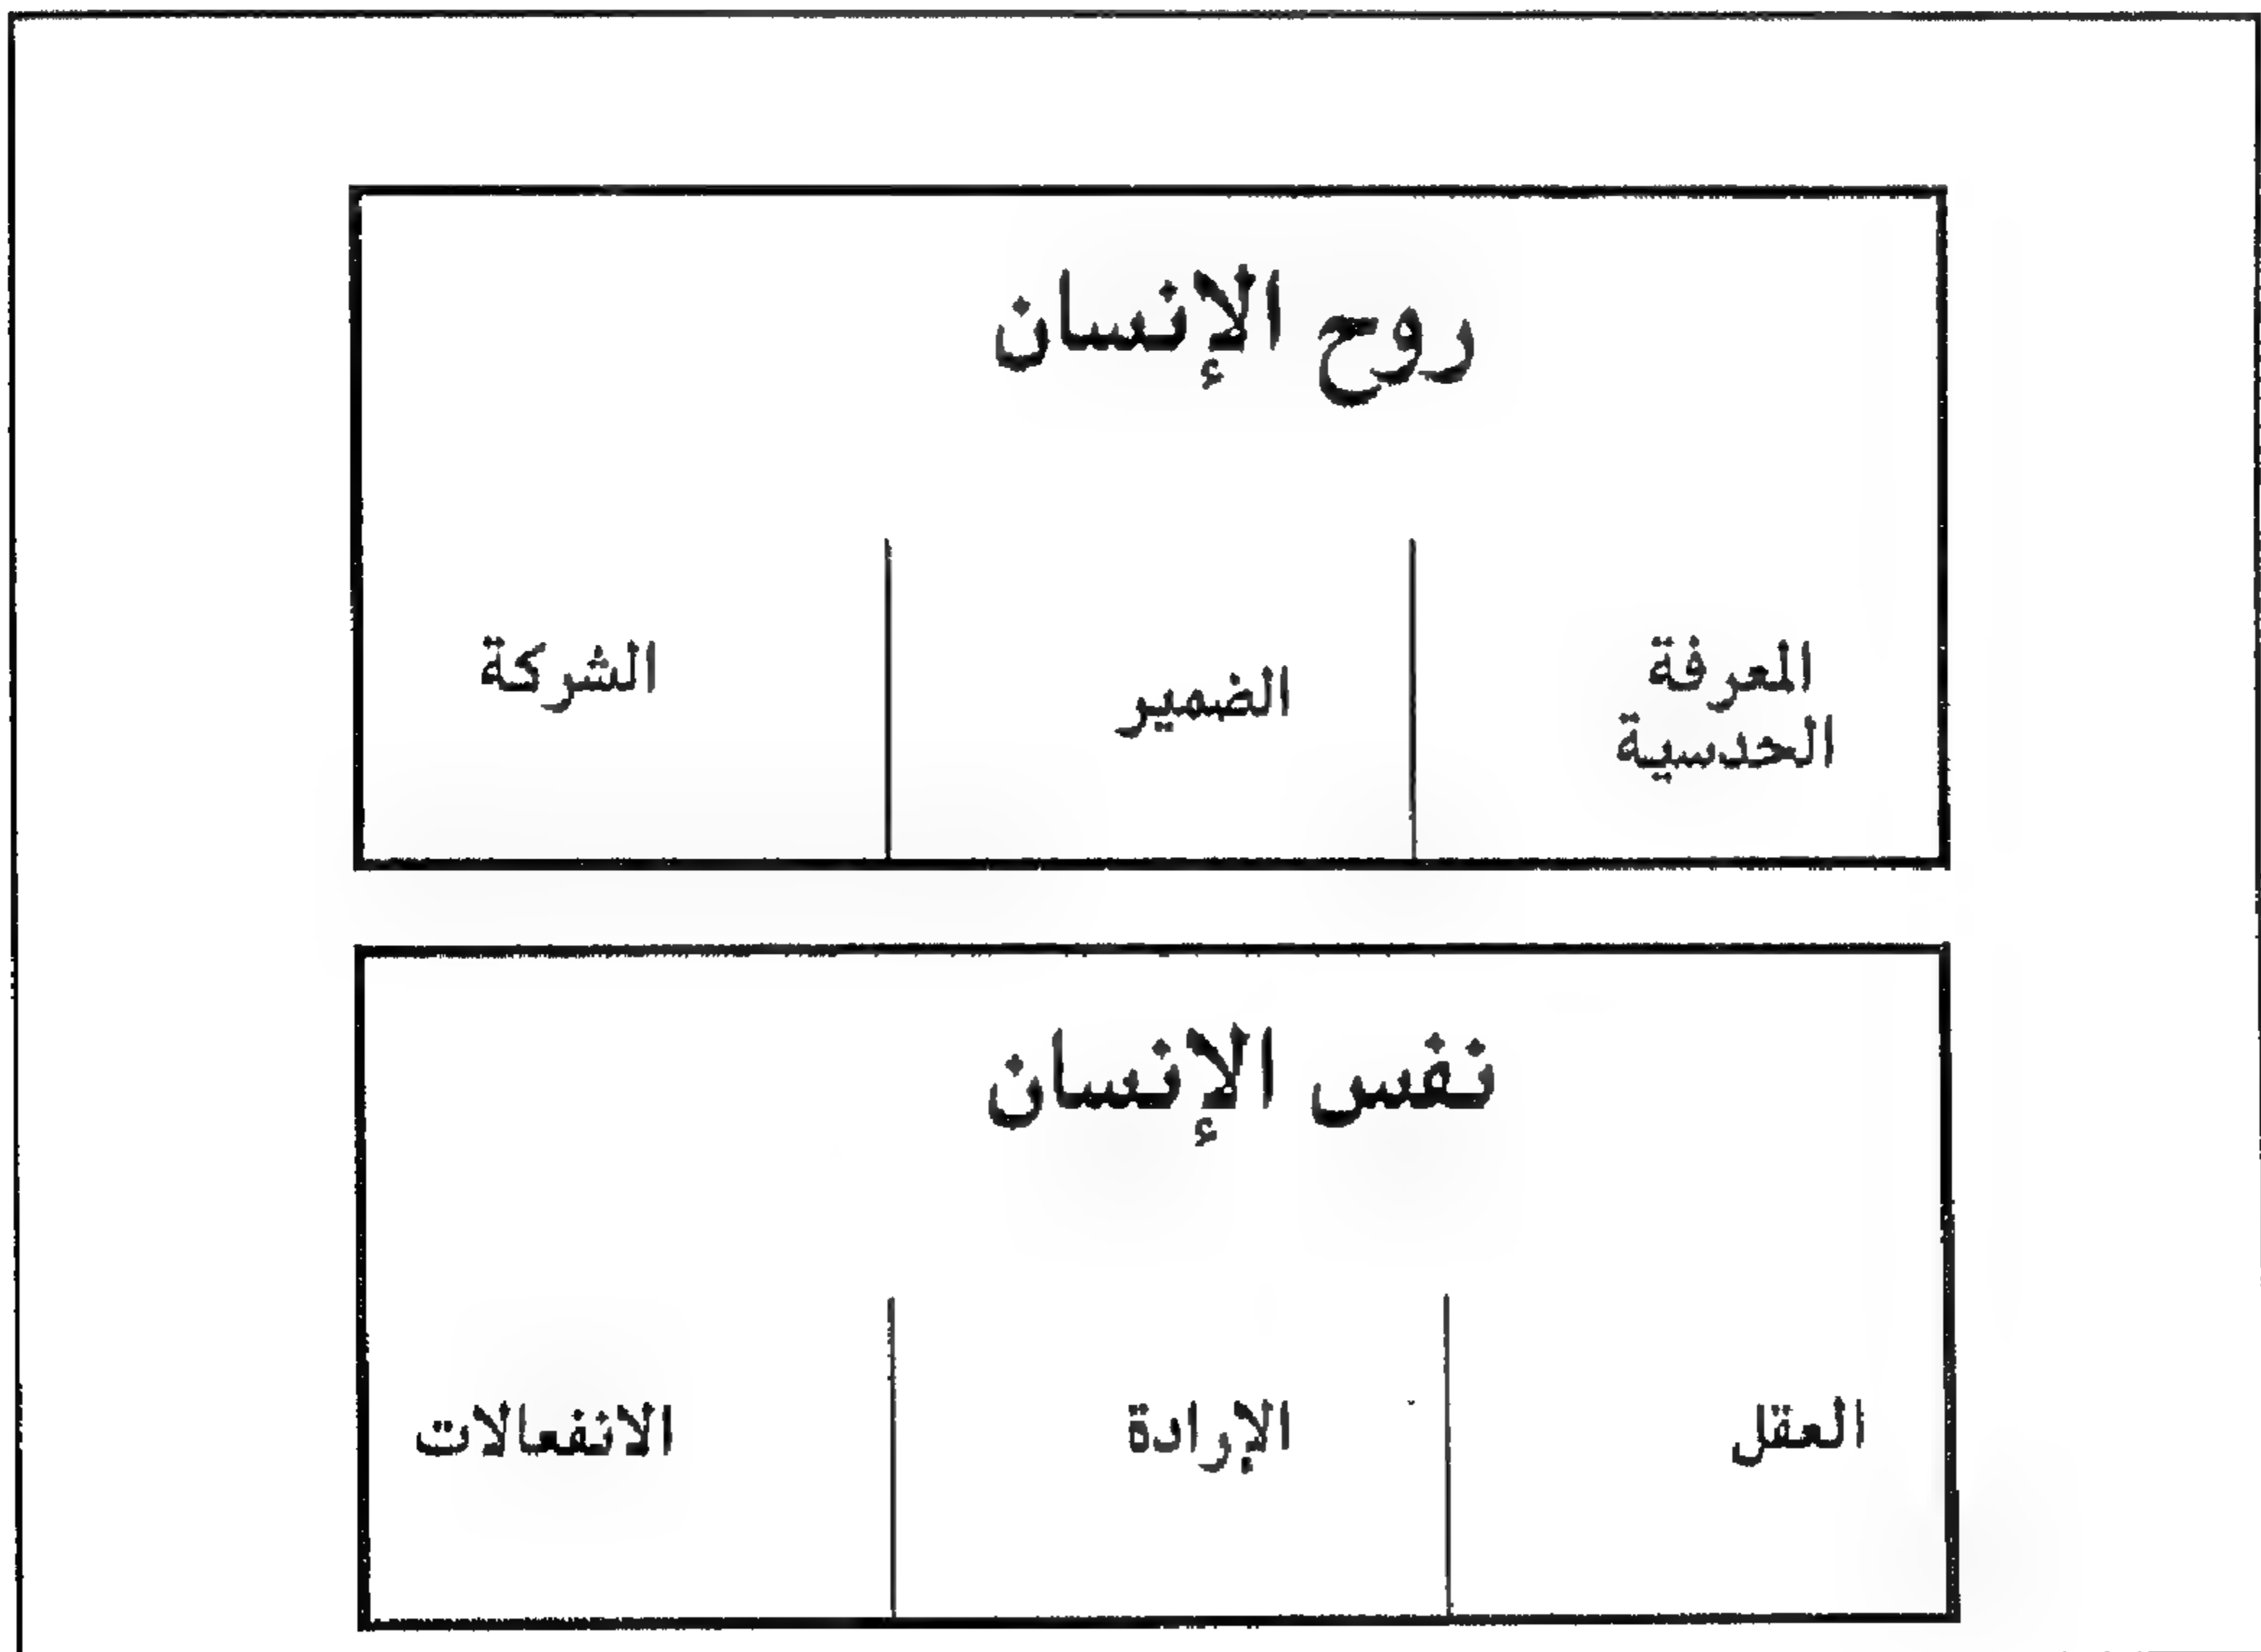 روح الإنسان
المعرفة
الحدسية
الضمير
الشركة
نفس الإنسان
العقل
الإرادة
الانفعالات